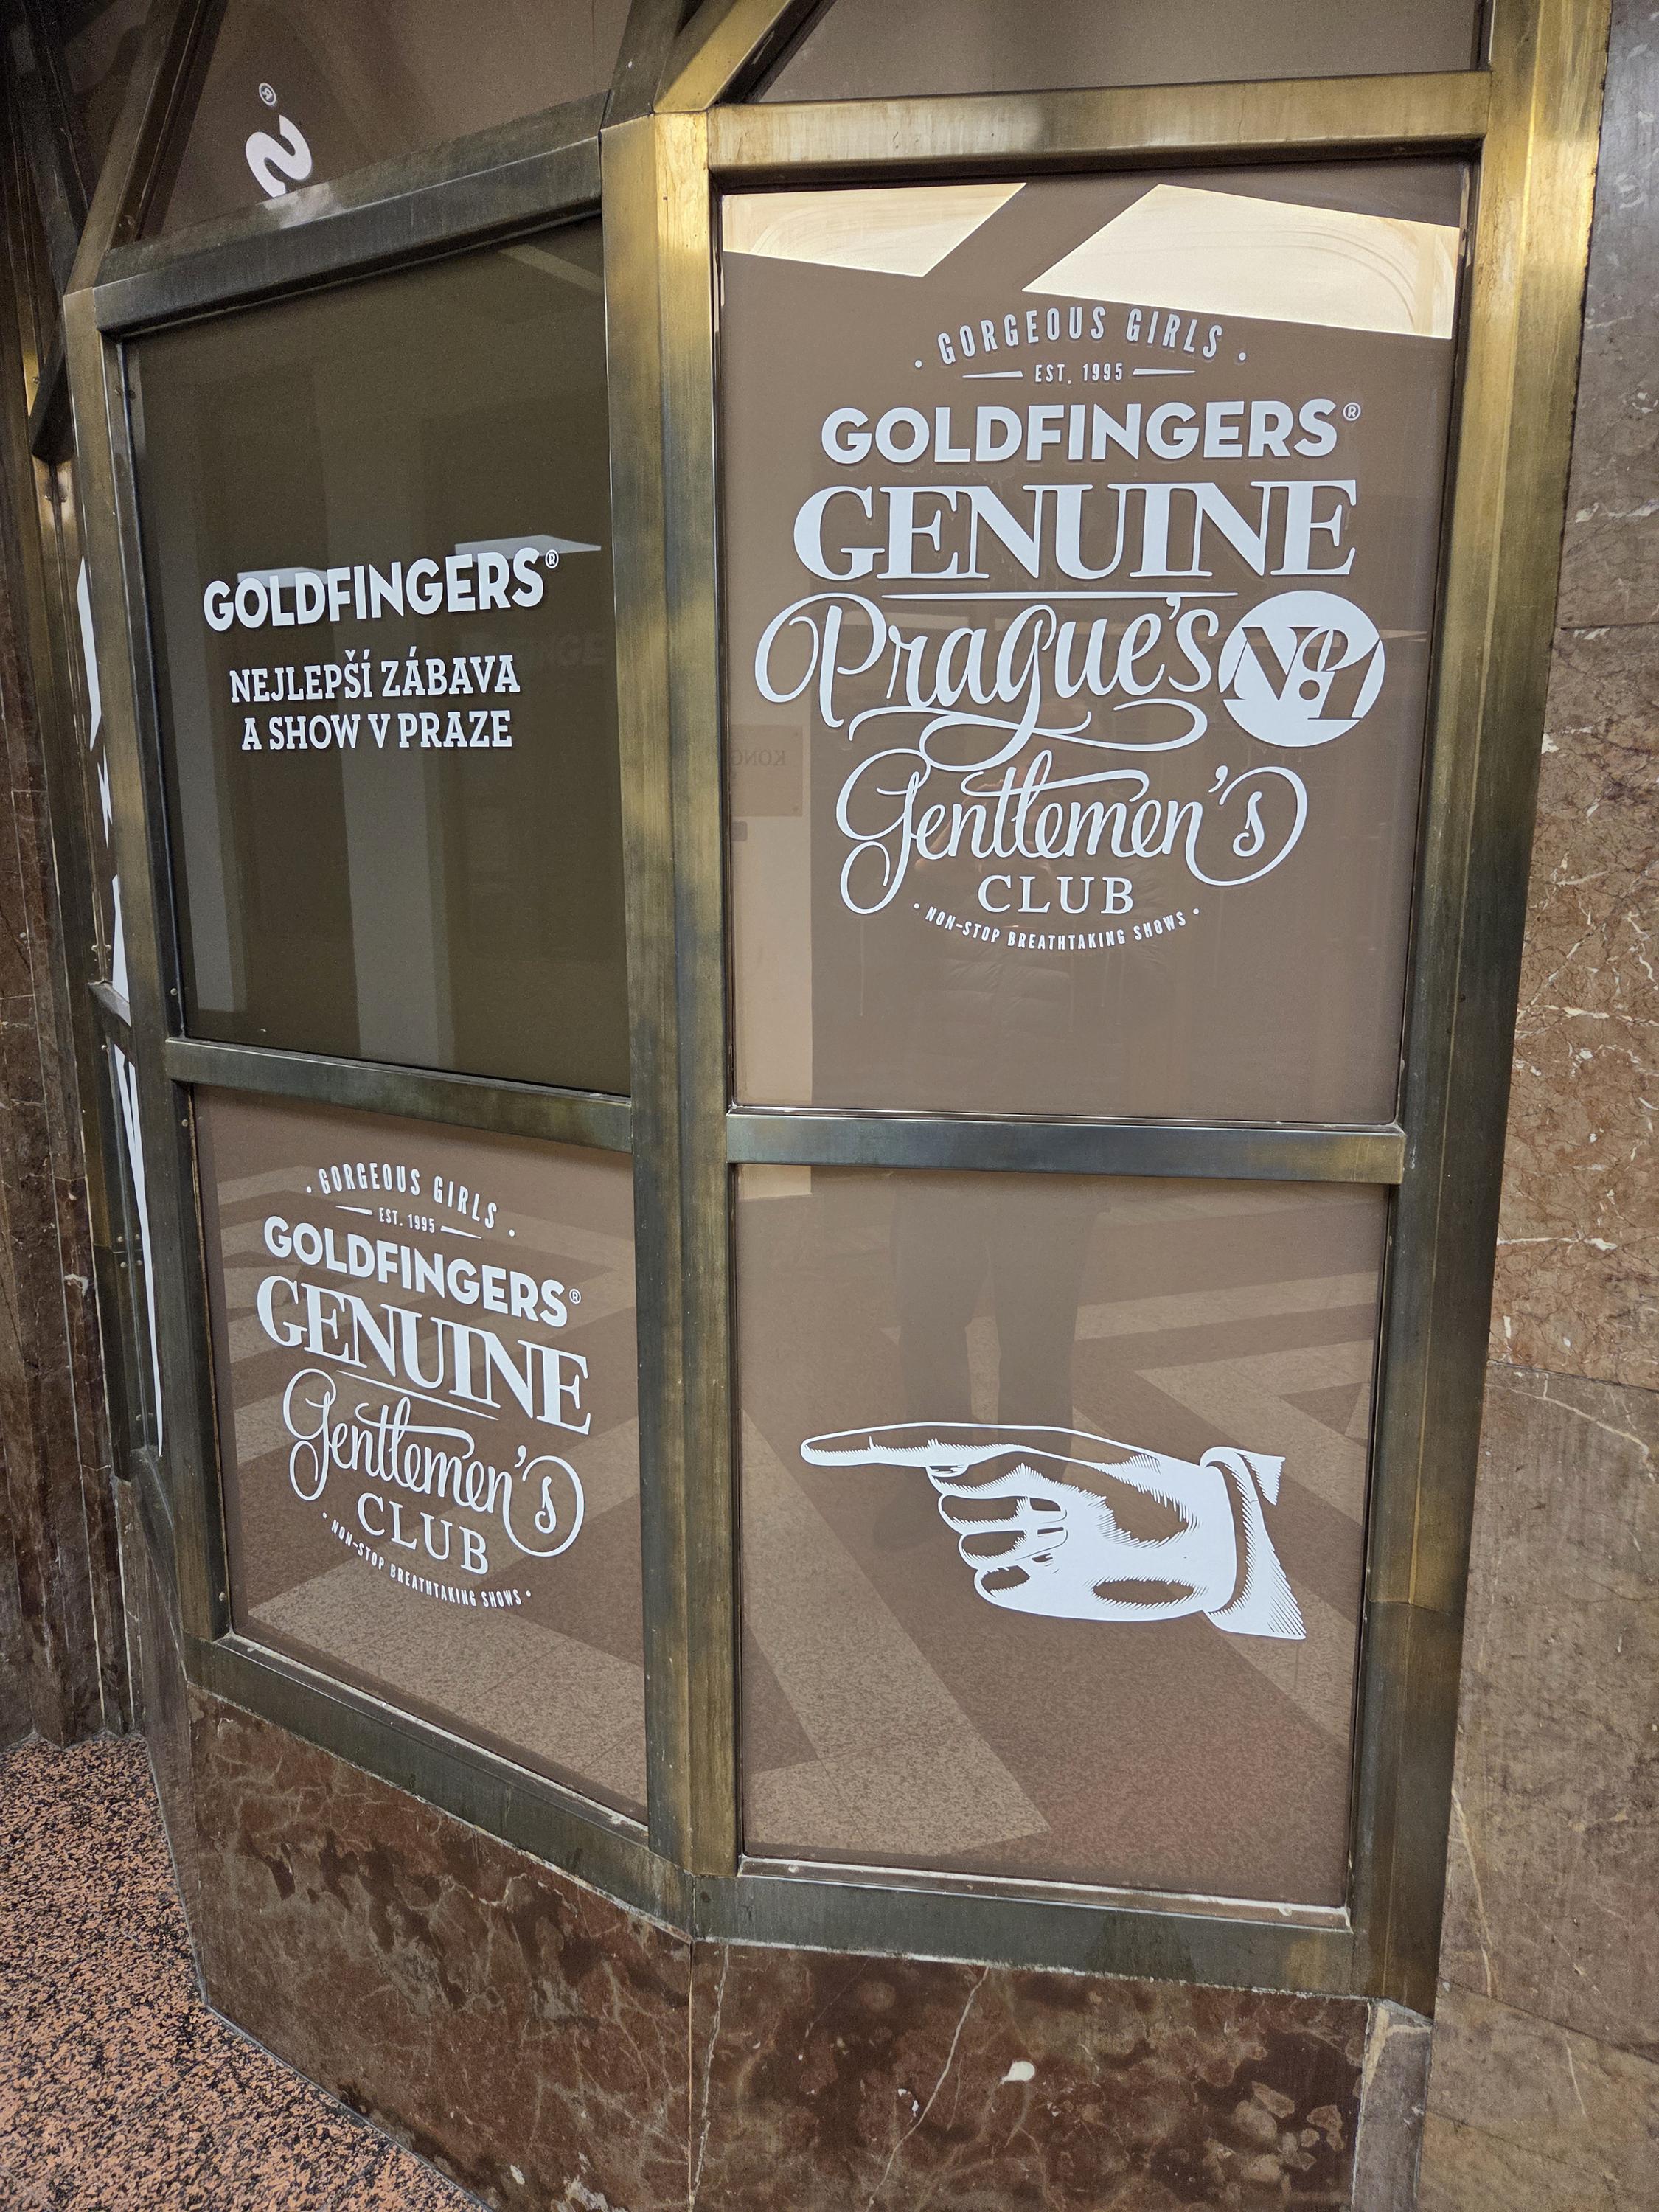 GOLDFINGERS®
NEJLEPŠÍ ZÁBAVA
A SHOW V PRAZE
· GORGEOUS GIRLS ·
EST. 1995
GOLDFINGERS®
GENUINE
Prague's №1
Gentlemen's
CLUB
· NON-STOP BREATHTAKING SHOWS ·
· GORGEOUS GIRLS ·
EST. 1995
GOLDFINGERS®
GENUINE
Gentlemen's
CLUB
· NON-STOP BREATHTAKING SHOWS ·